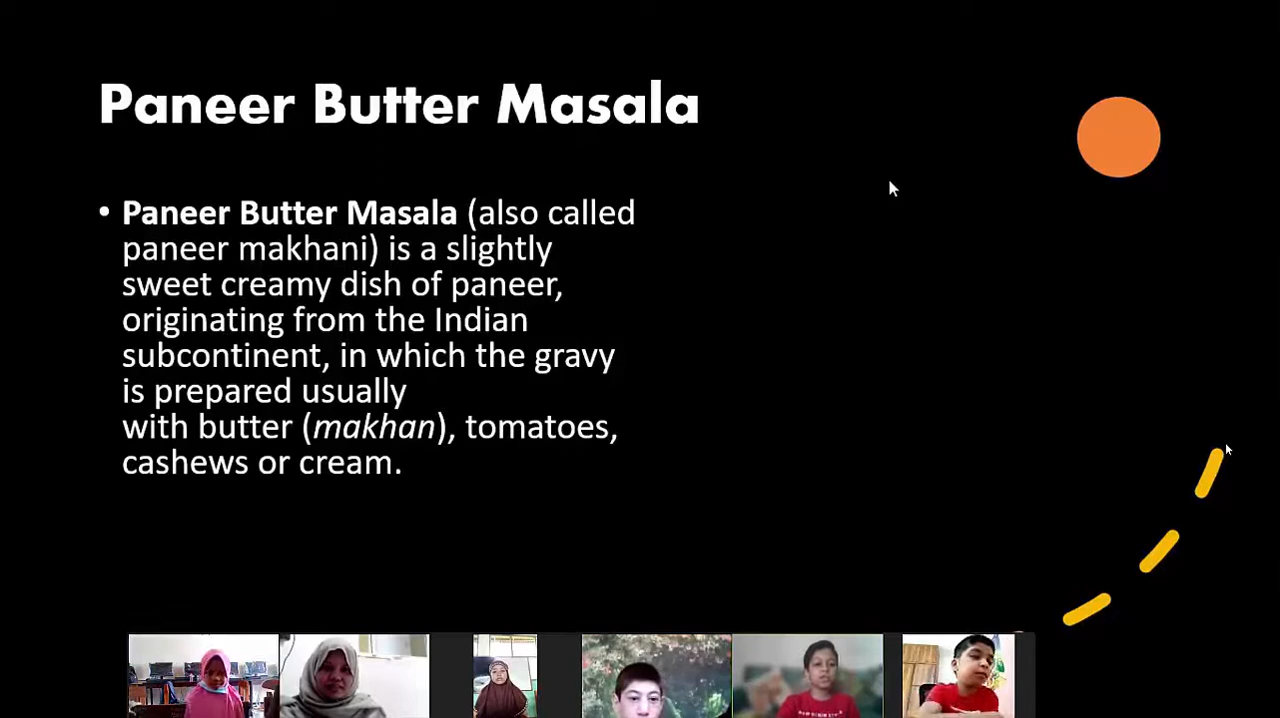 Paneer Butter Masala
• Paneer Butter Masala (also called
paneer makhani) is a slightly
sweet creamy dish of paneer,
originating from the Indian
subcontinent, in which the gravy
is prepared usually
with butter (makhan), tomatoes,
cashews or cream.